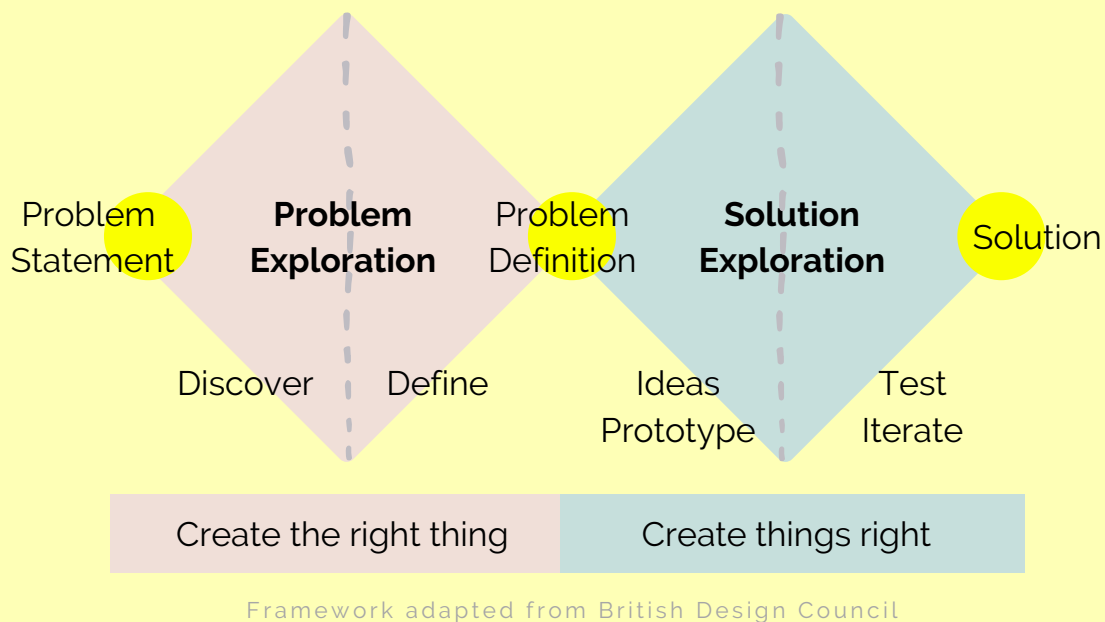 Problem
Statement
Problem
Exploration
Problem
Definition
Solution
Exploration
Solution
Discover
Define
Ideas
Prototype
Test
Iterate
Create the right thing
Create things right
Framework adapted from British Design Council